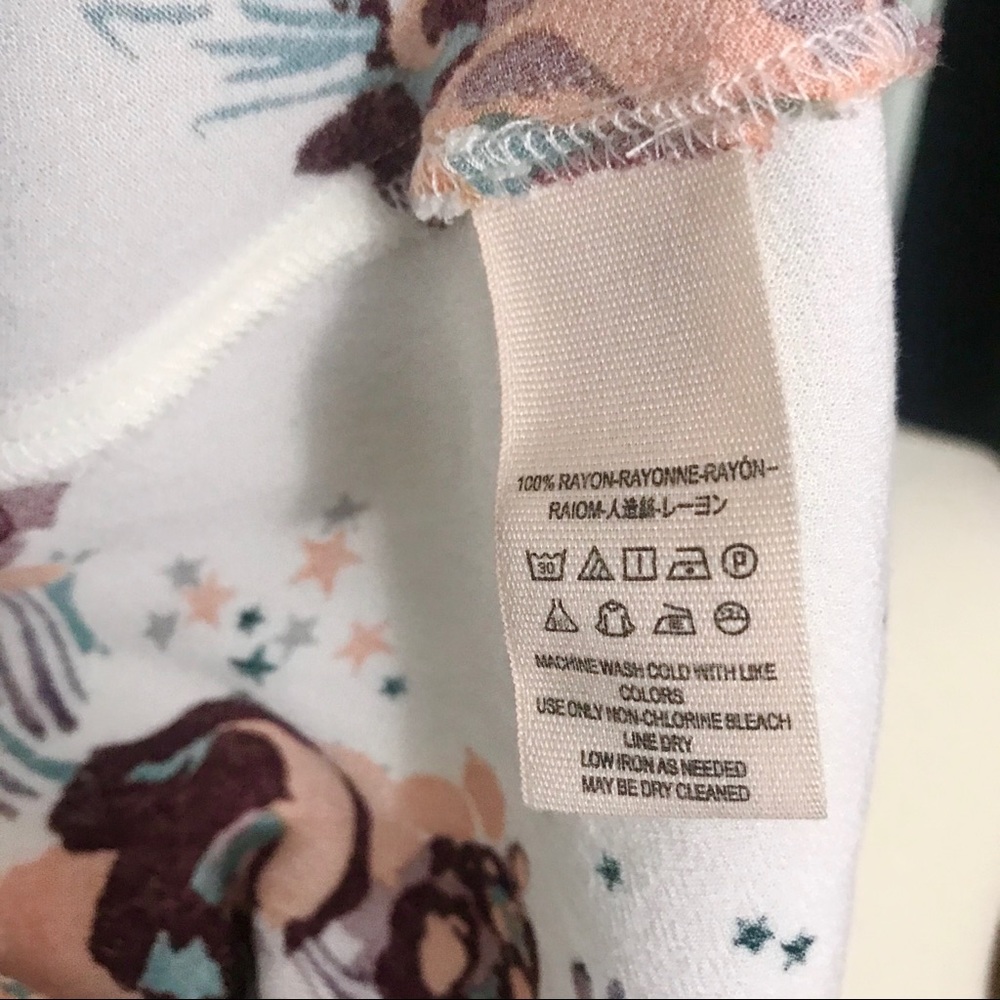 100% RAYON-RAYONNE-RAYÓN-
RAIOM-人造絲-レーヨン
30 P
MACHINE WASH COLD WITH LIKE
COLORS
USE ONLY NON-CHLORINE BLEACH
LINE DRY
LOW IRON AS NEEDED
MAY BE DRY CLEANED